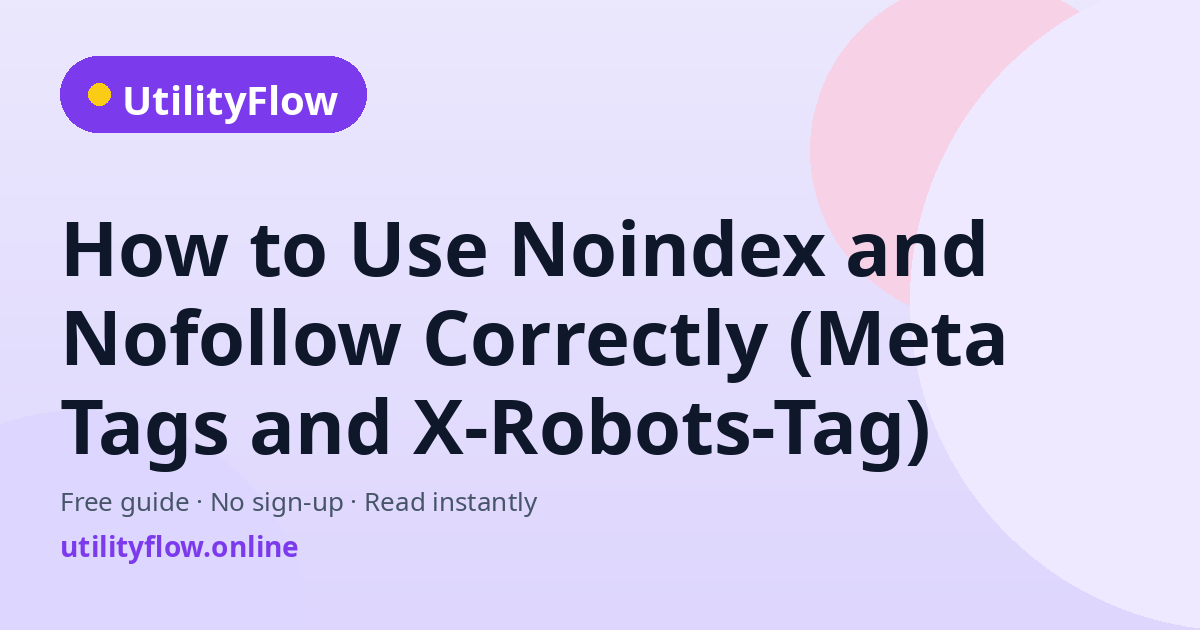 UtilityFlow
How to Use Noindex and
Nofollow Correctly (Meta
Tags and X-Robots-Tag)
Free guide · No sign-up · Read instantly
utilityflow.online